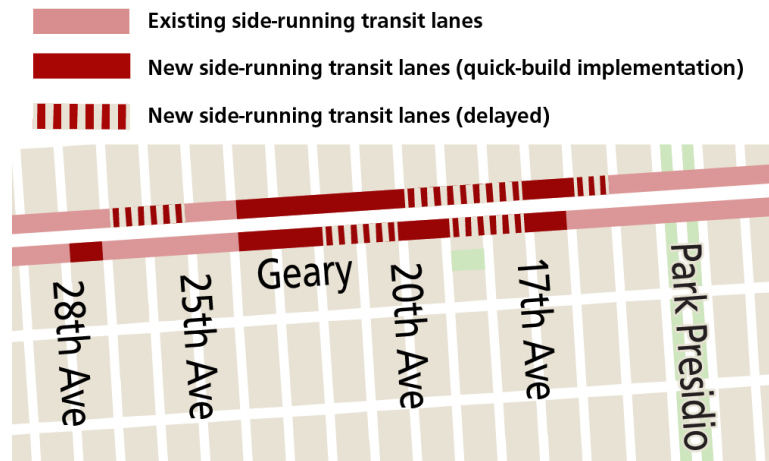 Existing side-running transit lanes
New side-running transit lanes (quick-build implementation)
New side-running transit lanes (delayed)
Geary
28th Ave
25th Ave
20th Ave
17th Ave
Park Presidio